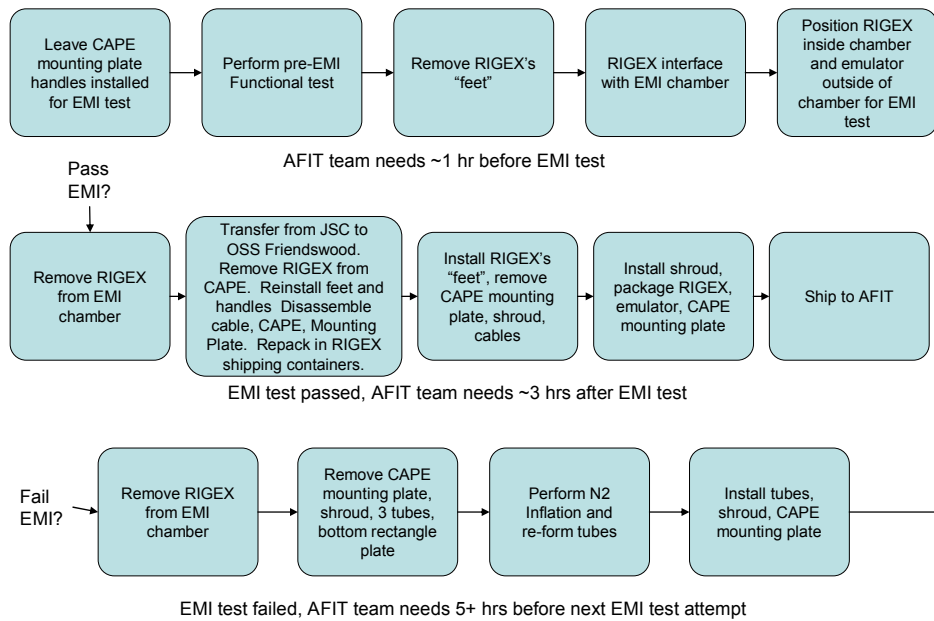 Leave CAPE
mounting plate
handles installed
for EMI test
Perform pre-EMI
Functional test
Remove RIGEX's
“feet”
RIGEX interface
with EMI chamber
Position RIGEX
inside chamber
and emulator
outside of
chamber for EMI
test
AFIT team needs ~1 hr before EMI test
Pass
EMI?
Remove RIGEX
from EMI
chamber
Transfer from JSC to
OSS Friendswood.
Remove RIGEX from
CAPE. Reinstall feet and
handles Disassemble
cable, CAPE, Mounting
Plate. Repack in RIGEX
shipping containers.
Install RIGEX's
“feet”, remove
CAPE mounting
plate, shroud,
cables
Install shroud,
package RIGEX,
emulator, CAPE
mounting plate
Ship to AFIT
EMI test passed, AFIT team needs ~3 hrs after EMI test
Fail
EMI?
Remove RIGEX
from EMI
chamber
Remove CAPE
mounting plate,
shroud, 3 tubes,
bottom rectangle
plate
Perform N2
Inflation and
re-form tubes
Install tubes,
shroud, CAPE
mounting plate
EMI test failed, AFIT team needs 5+ hrs before next EMI test attempt